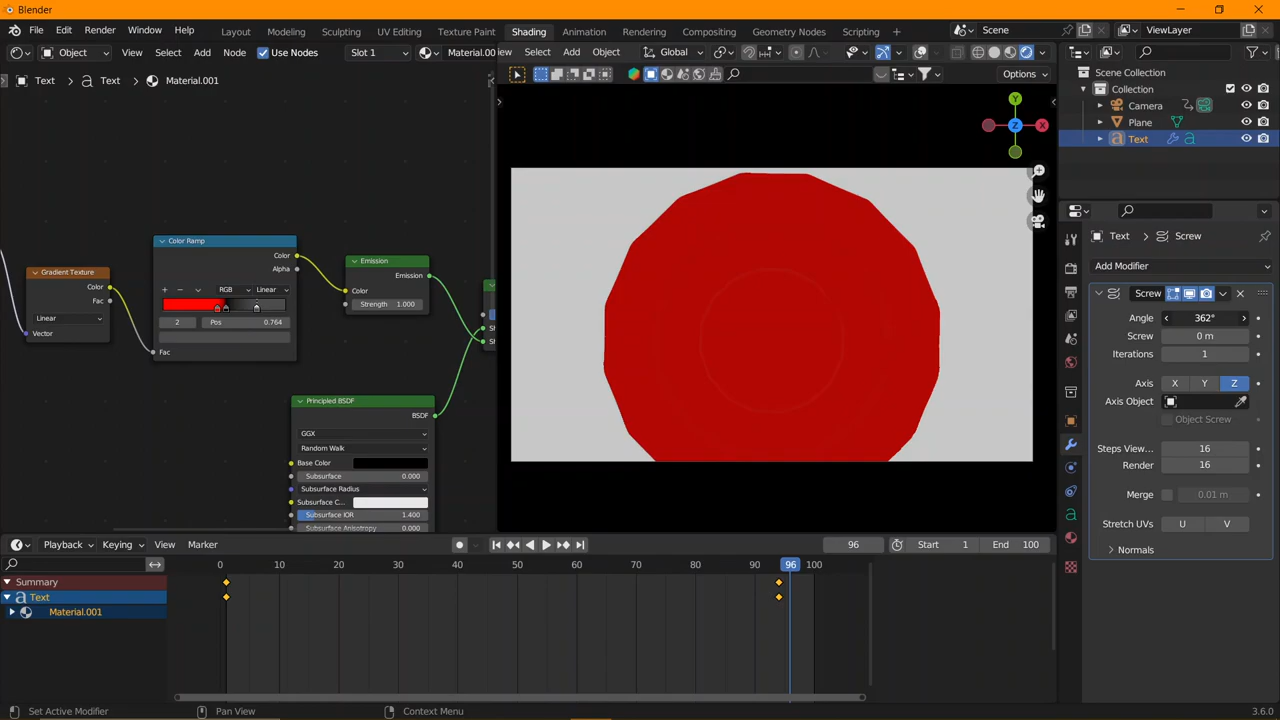 Blender
File Edit Render Window Help Layout Modeling Sculpting UV Editing Texture Paint Shading Animation Rendering Compositing Geometry Nodes Scripting + Scene ViewLayer
Object View Select Add Node Use Nodes Slot 1 Material.00 Select Add Object Global
Text Text Material.001 Options
Scene Collection
Collection
Camera
Plane
Text
Y
Z X
Color Ramp
Color
Alpha
RGB Linear
2 Pos 0.764
Fac
Gradient Texture
Color
Fac
Linear
Vector
Emission
Emission
Color
Strength 1.000
Principled BSDF
BSDF
GGX
Random Walk
Base Color
Subsurface 0.000
Subsurface Radius
Subsurface C...
Subsurface IOR 1.400
Subsurface Anisotropy 0.000
Text Screw
Add Modifier
Screw
Angle 362°
Screw 0 m
Iterations 1
Axis X Y Z
Axis Object
Object Screw
Steps View... 16
Render 16
Merge 0.01 m
Stretch UVs U V
Normals
Playback Keying View Marker 96 Start 1 End 100
0 10 20 30 40 50 60 70 80 90 96 100
Summary
Text
Material.001
Set Active Modifier Pan View Context Menu 3.6.0